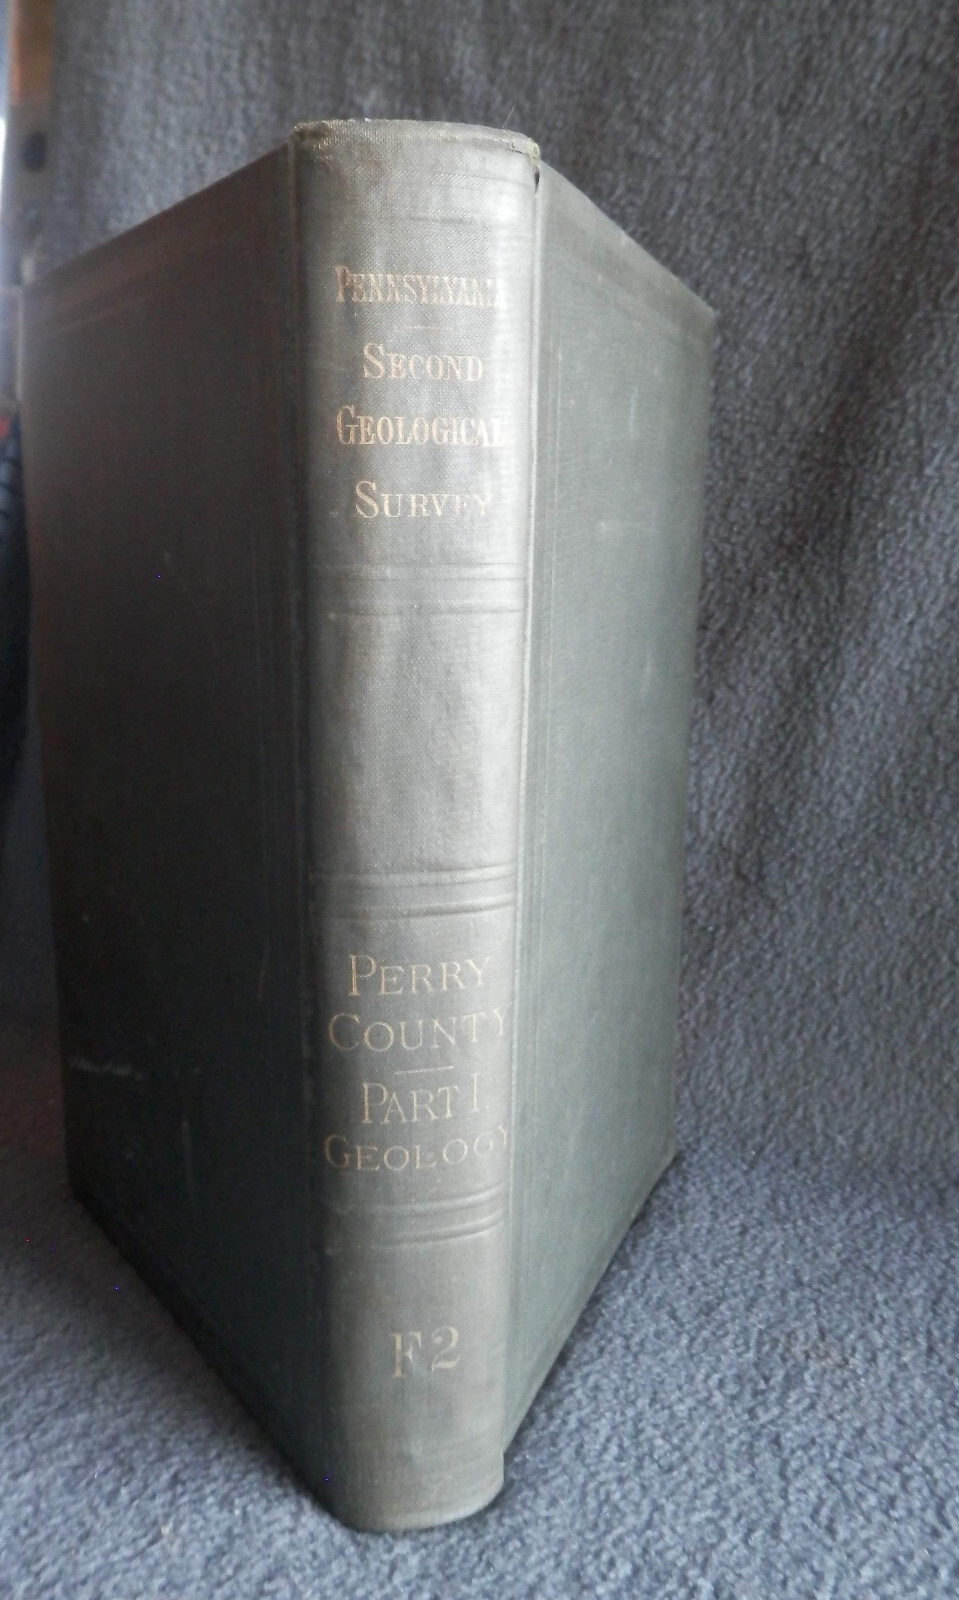 PENNSYLVANIA
SECOND
GEOLOGICAL
SURVEY
PERRY
COUNTY
PART I.
GEOLOGY
F2